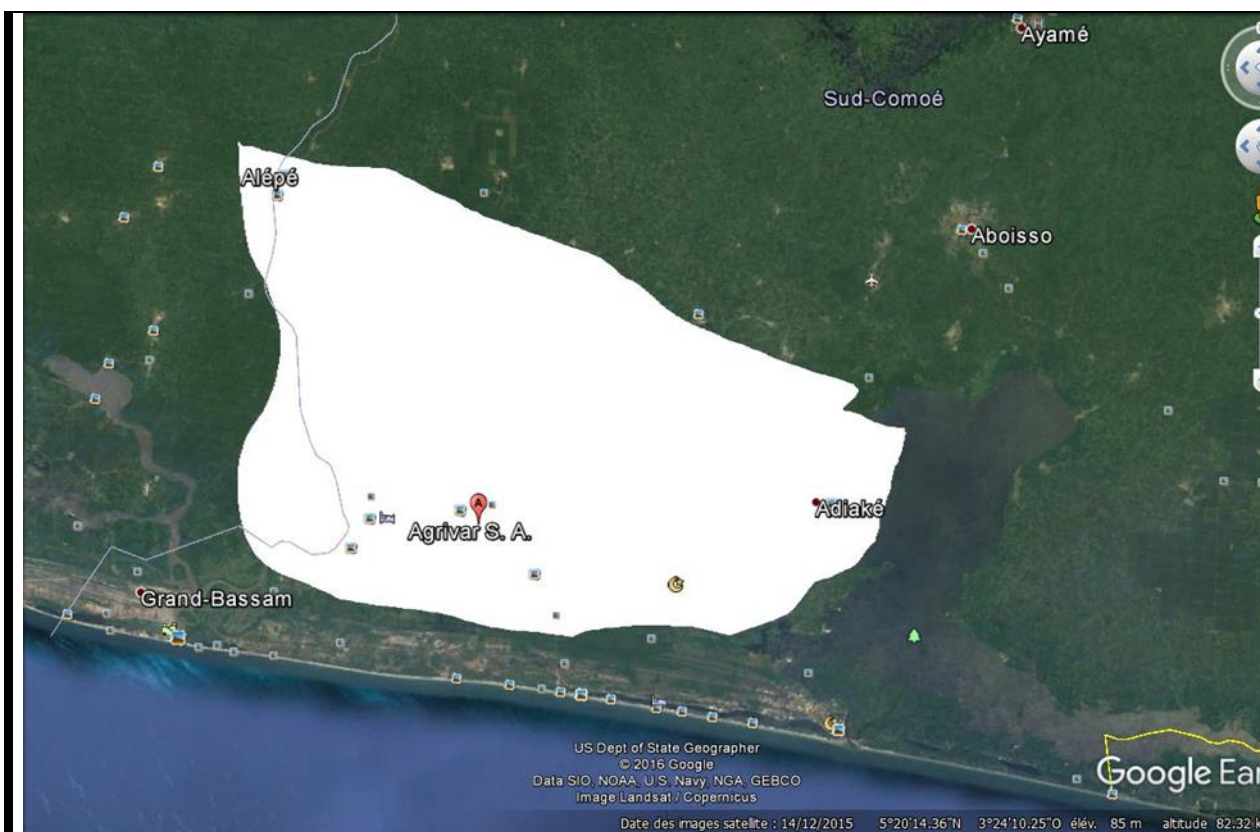 Ayamé
Sud-Comoé
Alépé
Aboisso
A
Agrivar S. A.
Adiaké
Grand-Bassam
US Dept of State Geographer
© 2016 Google
Data SIO, NOAA, U.S. Navy, NGA, GEBCO
Image Landsat / Copernicus
Google Ear
Date des images satellite : 14/12/2015 5°20'14.36"N 3°24'10.25"O élév. 85 m altitude 82.32